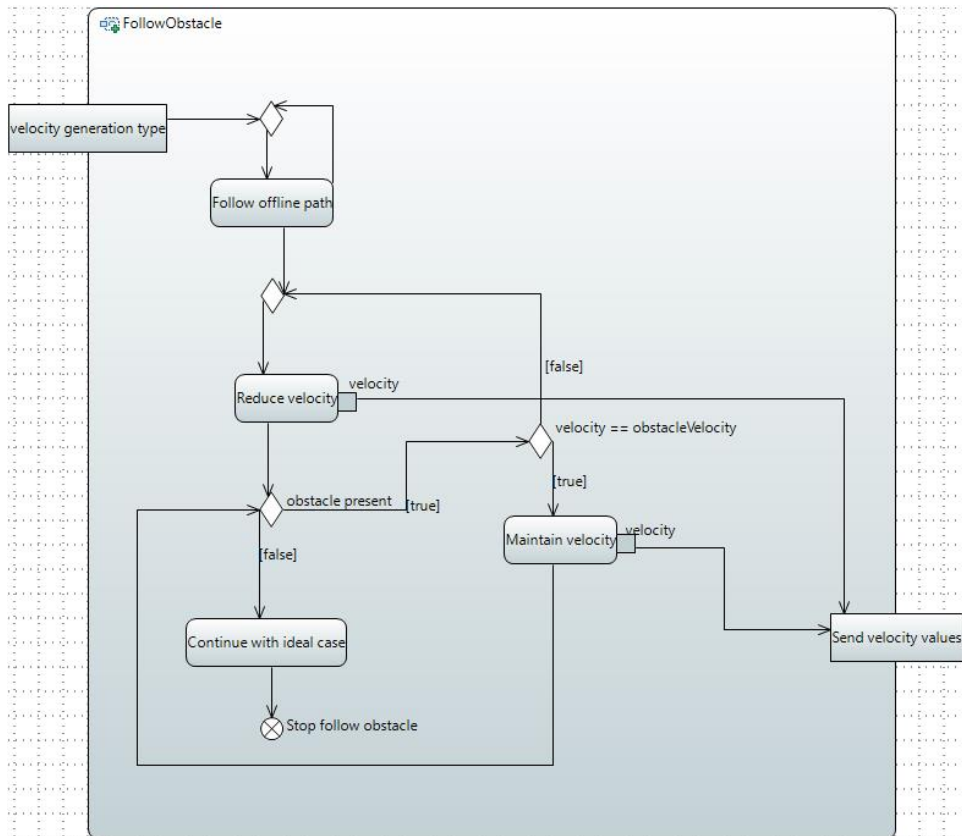 FollowObstacle
velocity generation type
Follow offline path
[false]
velocity
Reduce velocity
velocity == obstacleVelocity
obstacle present
[true]
[true]
velocity
Maintain velocity
[false]
Continue with ideal case
Send velocity values
Stop follow obstacle